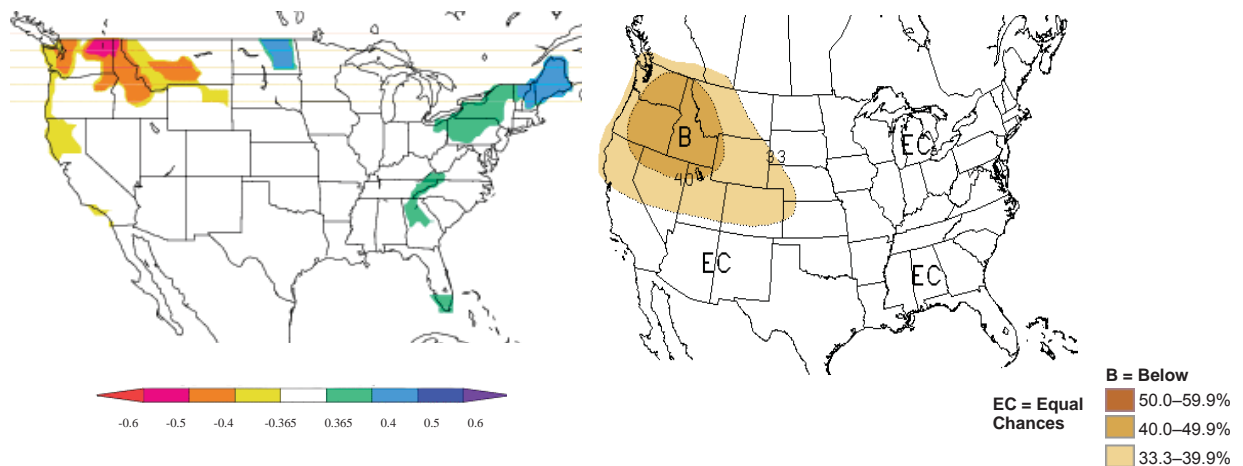 B
33
40
EC
EC
EC
-0.6 -0.5 -0.4 -0.365 0.365 0.4 0.5 0.6
EC = Equal
Chances
B = Below
50.0–59.9%
40.0–49.9%
33.3–39.9%